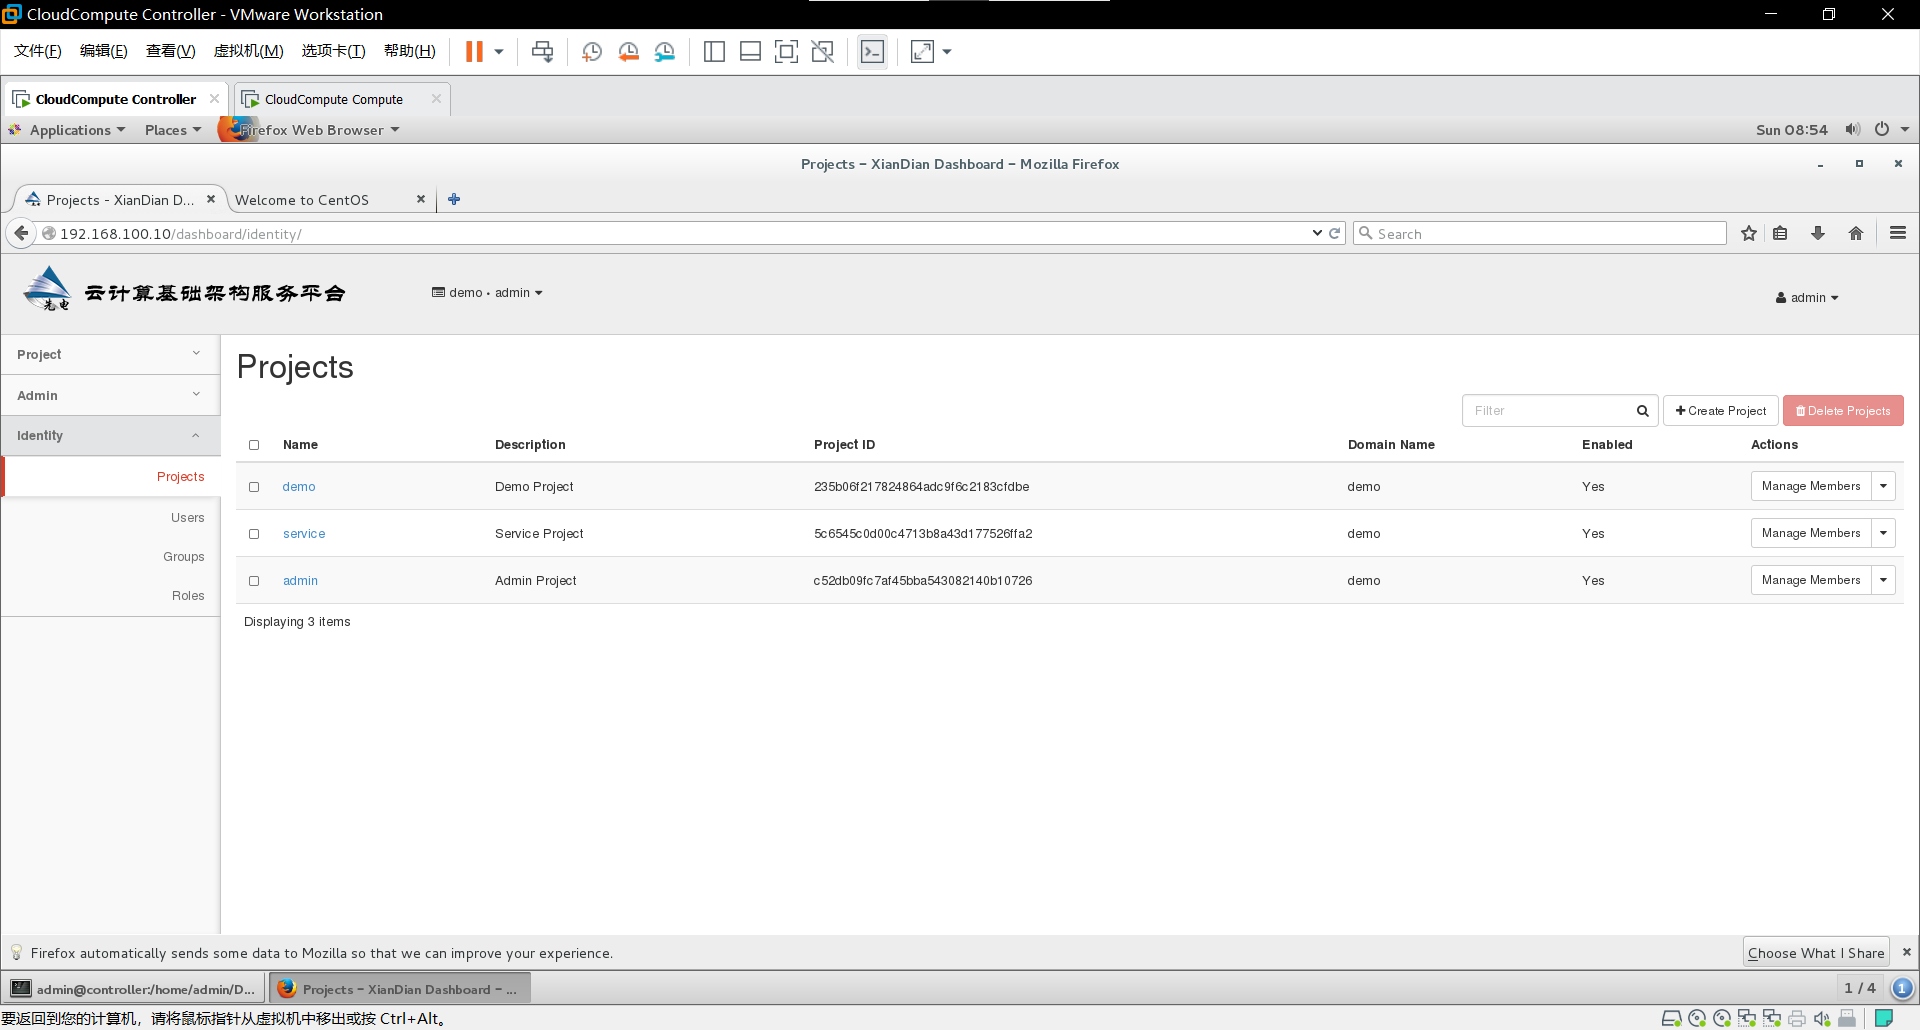 CloudCompute Controller - VMware Workstation
文件(F) 编辑(E) 查看(V) 虚拟机(M) 选项卡(T) 帮助(H)
CloudCompute Controller CloudCompute Compute
Applications Places Firefox Web Browser Sun 08:54
Projects - XianDian Dashboard - Mozilla Firefox
Projects - XianDian D... Welcome to CentOS
192.168.100.10/dashboard/identity/ Search
先电 云计算基础架构服务平台 demo • admin admin
Project
Admin
Identity
Projects
Users
Groups
Roles
Projects
Filter Create Project Delete Projects
Name Description Project ID Domain Name Enabled Actions
demo Demo Project 235b06f217824864adc9f6c2183cfdbe demo Yes Manage Members
service Service Project 5c6545c0d00c4713b8a43d177526ffa2 demo Yes Manage Members
admin Admin Project c52db09fc7af45bba543082140b10726 demo Yes Manage Members
Displaying 3 items
Firefox automatically sends some data to Mozilla so that we can improve your experience. Choose What I Share
admin@controller:/home/admin/D... Projects - XianDian Dashboard - ... 1 / 4 1
要返回到您的计算机，请将鼠标指针从虚拟机中移出或按 Ctrl+Alt。